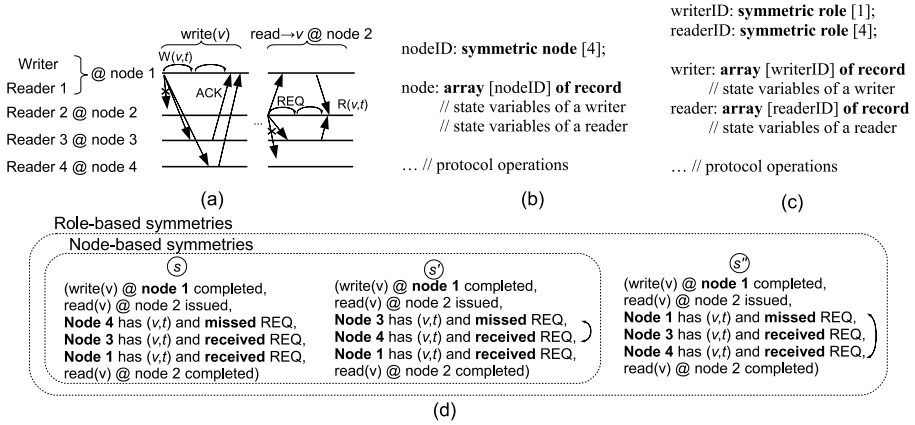 write(v) read→v @ node 2
W(v,t)
Writer
Reader 1
@ node 1
ACK
REQ
R(v,t)
Reader 2 @ node 2
...
Reader 3 @ node 3
Reader 4 @ node 4
(a)
nodeID: symmetric node [4];
node: array [nodeID] of record
// state variables of a writer
// state variables of a reader
… // protocol operations
(b)
writerID: symmetric role [1];
readerID: symmetric role [4];
writer: array [writerID] of record
// state variables of a writer
reader: array [readerID] of record
// state variables of a reader
… // protocol operations
(c)
Role-based symmetries
Node-based symmetries
s
(write(v) @ node 1 completed,
read(v) @ node 2 issued,
Node 4 has (v,t) and missed REQ,
Node 3 has (v,t) and received REQ,
Node 1 has (v,t) and received REQ,
read(v) @ node 2 completed)
s'
(write(v) @ node 1 completed,
read(v) @ node 2 issued,
Node 3 has (v,t) and missed REQ,
Node 4 has (v,t) and received REQ,
Node 1 has (v,t) and received REQ,
read(v) @ node 2 completed)
s"
(write(v) @ node 1 completed,
read(v) @ node 2 issued,
Node 1 has (v,t) and missed REQ,
Node 3 has (v,t) and received REQ,
Node 4 has (v,t) and received REQ,
read(v) @ node 2 completed)
(d)